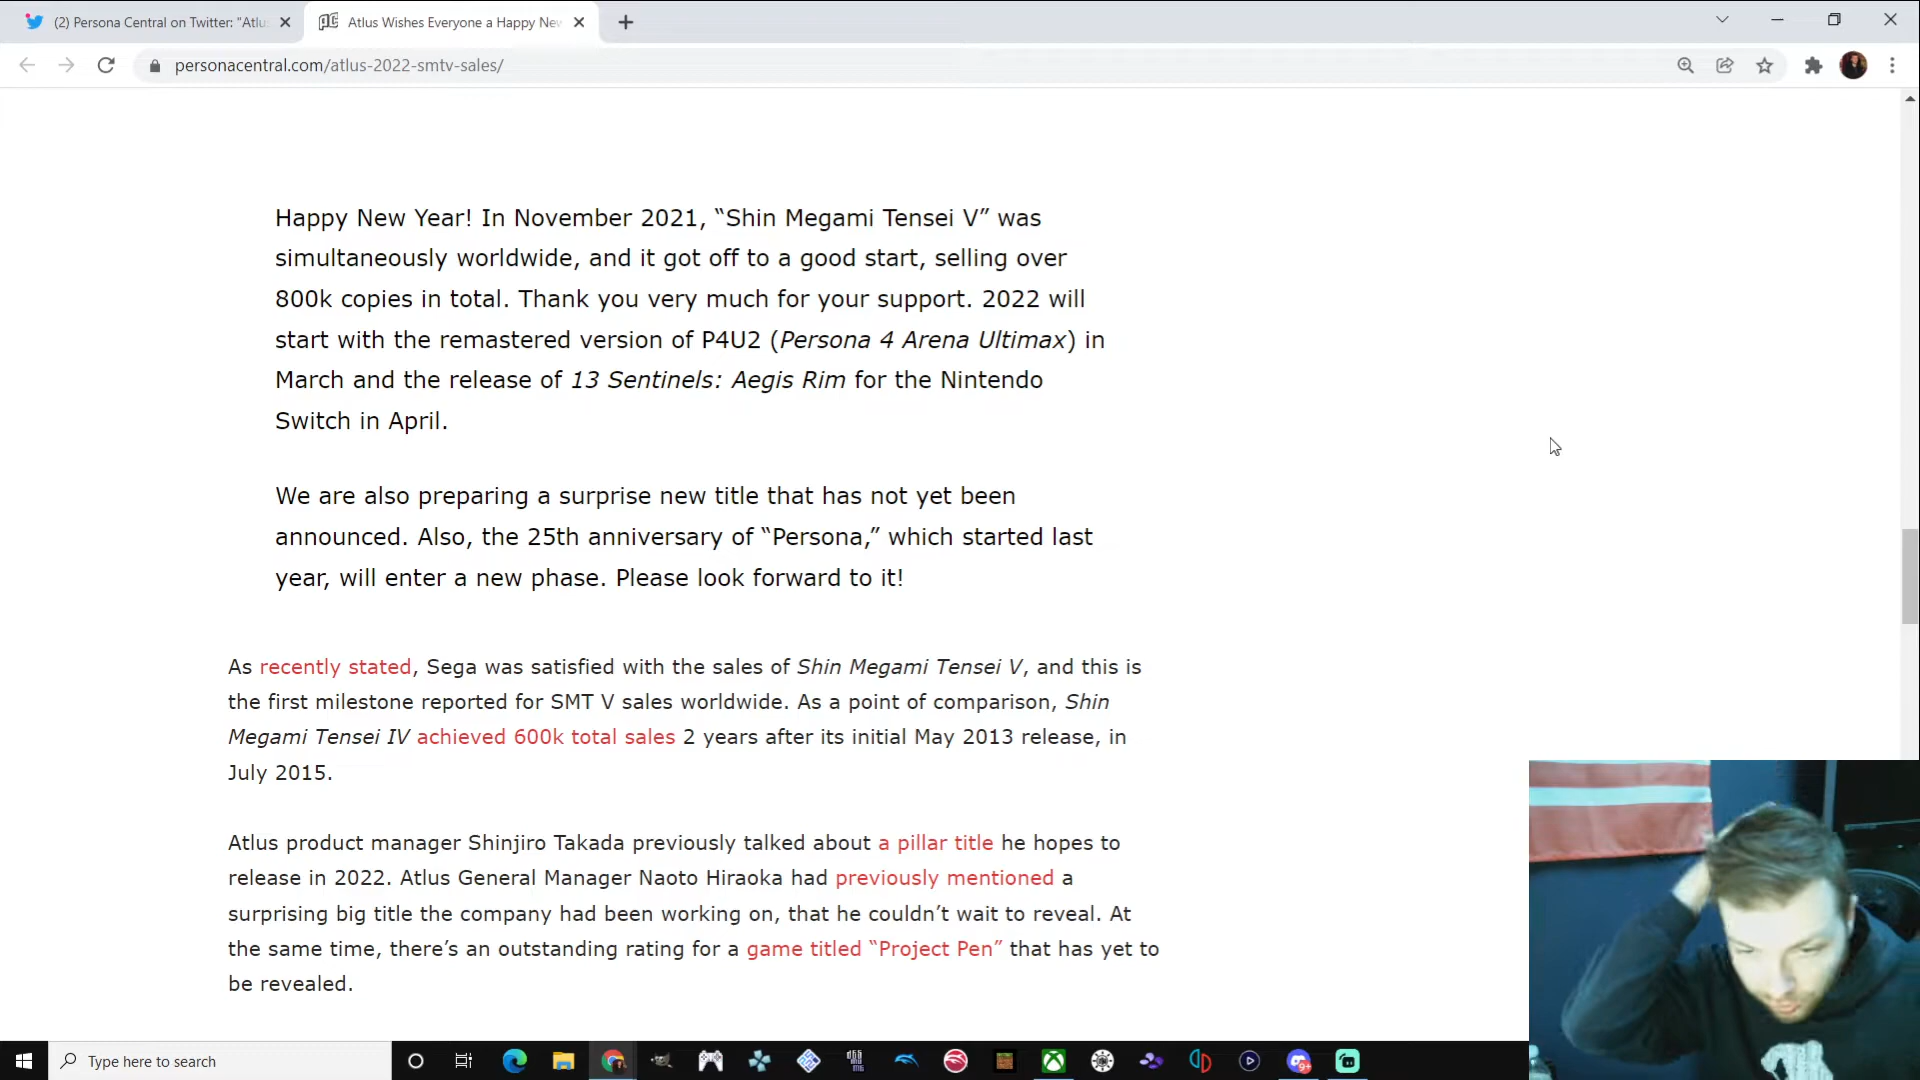 (2) Persona Central on Twitter: "Atlu
Atlus Wishes Everyone a Happy Nev
personacentral.com/atlus-2022-smtv-sales/
Happy New Year! In November 2021, “Shin Megami Tensei V” was
simultaneously worldwide, and it got off to a good start, selling over
800k copies in total. Thank you very much for your support. 2022 will
start with the remastered version of P4U2 (Persona 4 Arena Ultimax) in
March and the release of 13 Sentinels: Aegis Rim for the Nintendo
Switch in April.
We are also preparing a surprise new title that has not yet been
announced. Also, the 25th anniversary of “Persona,” which started last
year, will enter a new phase. Please look forward to it!
As recently stated, Sega was satisfied with the sales of Shin Megami Tensei V, and this is
the first milestone reported for SMT V sales worldwide. As a point of comparison, Shin
Megami Tensei IV achieved 600k total sales 2 years after its initial May 2013 release, in
July 2015.
Atlus product manager Shinjiro Takada previously talked about a pillar title he hopes to
release in 2022. Atlus General Manager Naoto Hiraoka had previously mentioned a
surprising big title the company had been working on, that he couldn’t wait to reveal. At
the same time, there’s an outstanding rating for a game titled “Project Pen” that has yet to
be revealed.
Type here to search